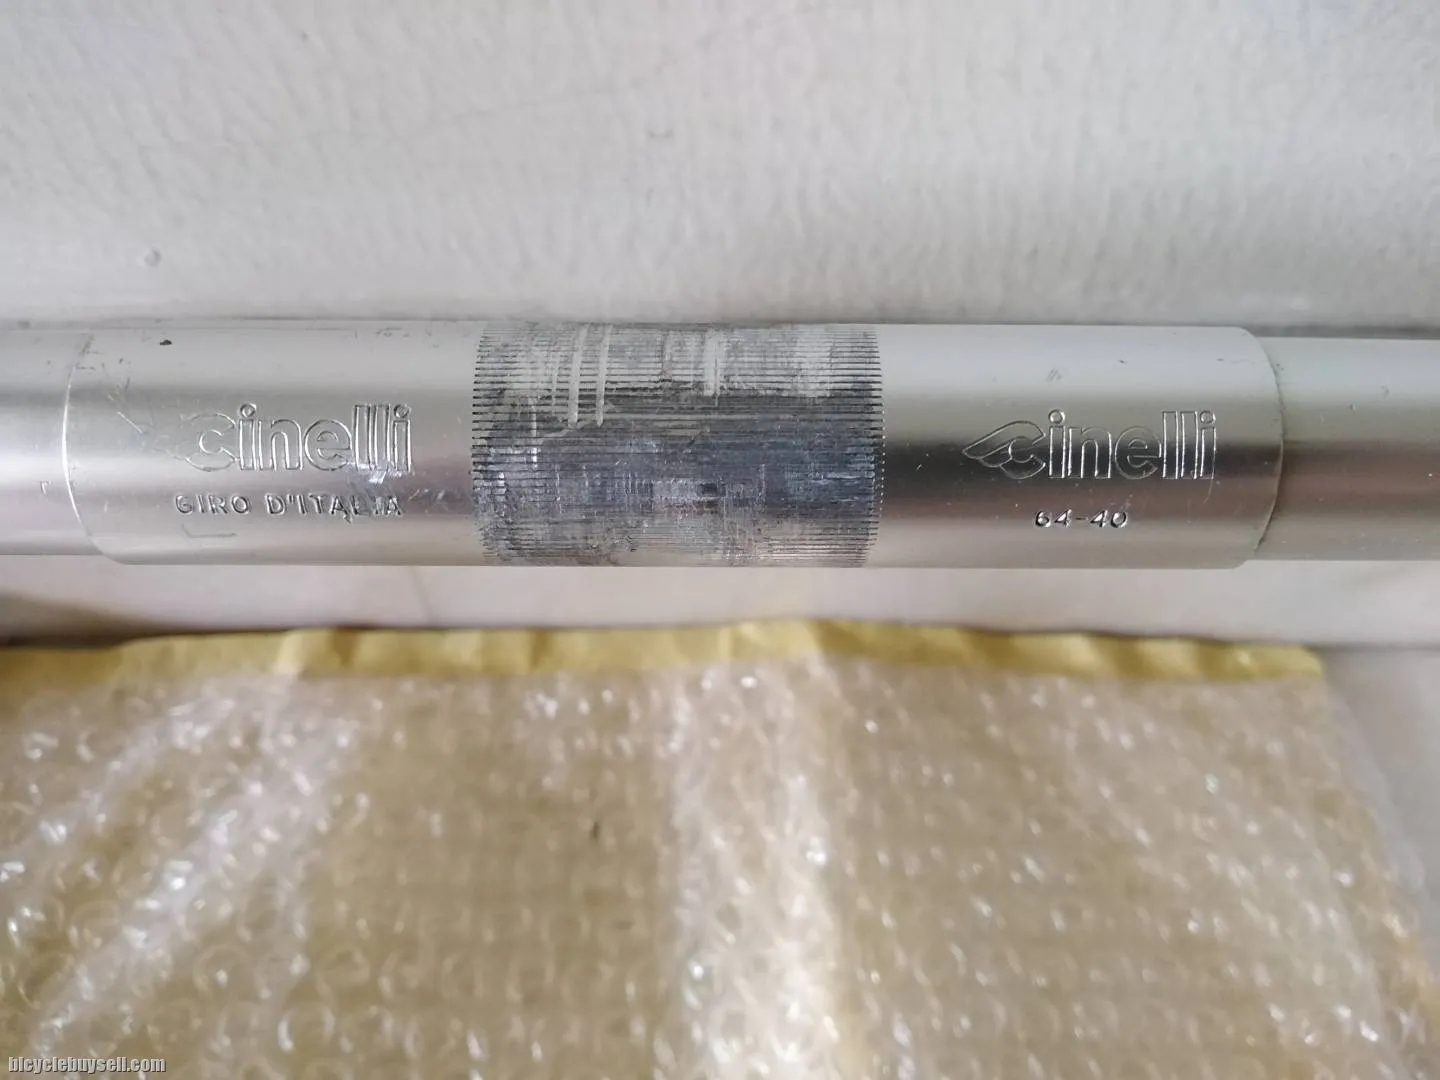 cinelli
GIRO D'ITALIA
cinelli
64-40
bicyclebuysell.com